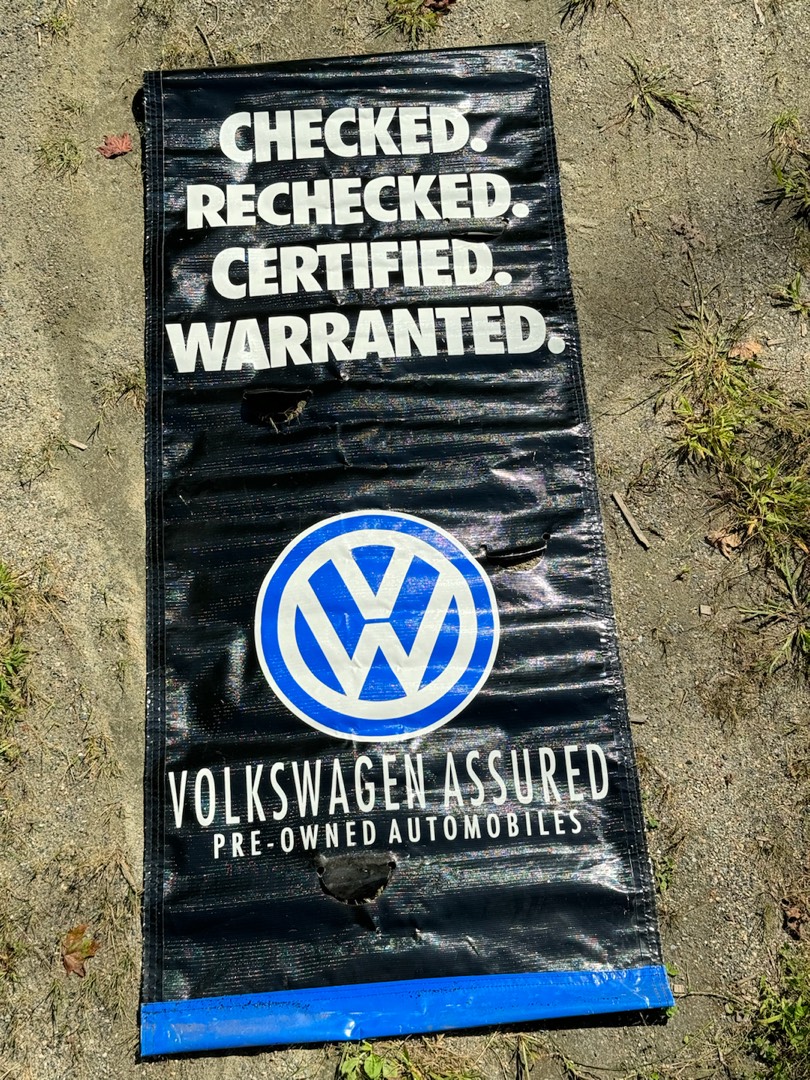 CHECKED.
RECHECKED.
CERTIFIED.
WARRANTED.
VW
VOLKSWAGEN ASSURED
PRE-OWNED AUTOMOBILES